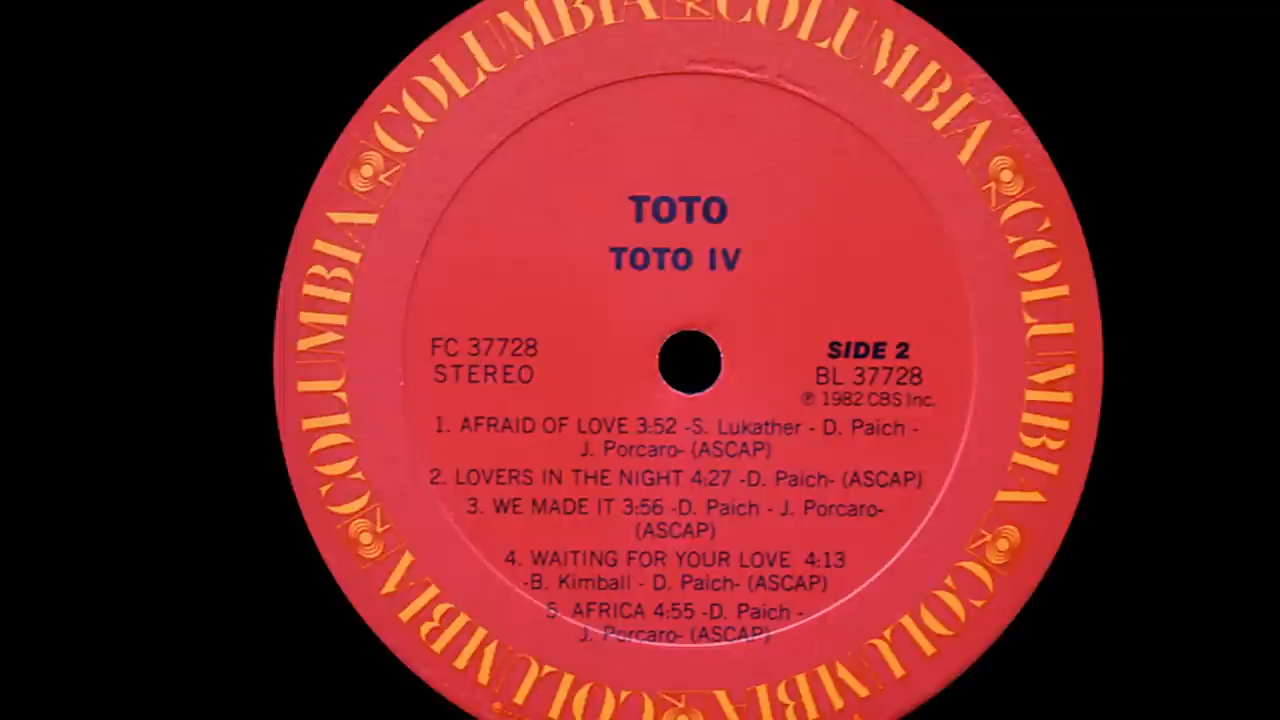 COLUMBIA COLUMBIA COLUMBIA COLUMBIA COLUMBIA COLUMBIA COLUMBIA COLUMBIA
TOTO
TOTO IV
FC 37728
STEREO
SIDE 2
BL 37728
℗ 1982 CBS Inc.
1. AFRAID OF LOVE 3:52 -S. Lukather - D. Paich -
J. Porcaro- (ASCAP)
2. LOVERS IN THE NIGHT 4:27 -D. Paich- (ASCAP)
3. WE MADE IT 3:56 -D. Paich - J. Porcaro-
(ASCAP)
4. WAITING FOR YOUR LOVE 4:13
-B. Kimball - D. Paich- (ASCAP)
5. AFRICA 4:55 -D. Paich -
J. Porcaro- (ASCAP)